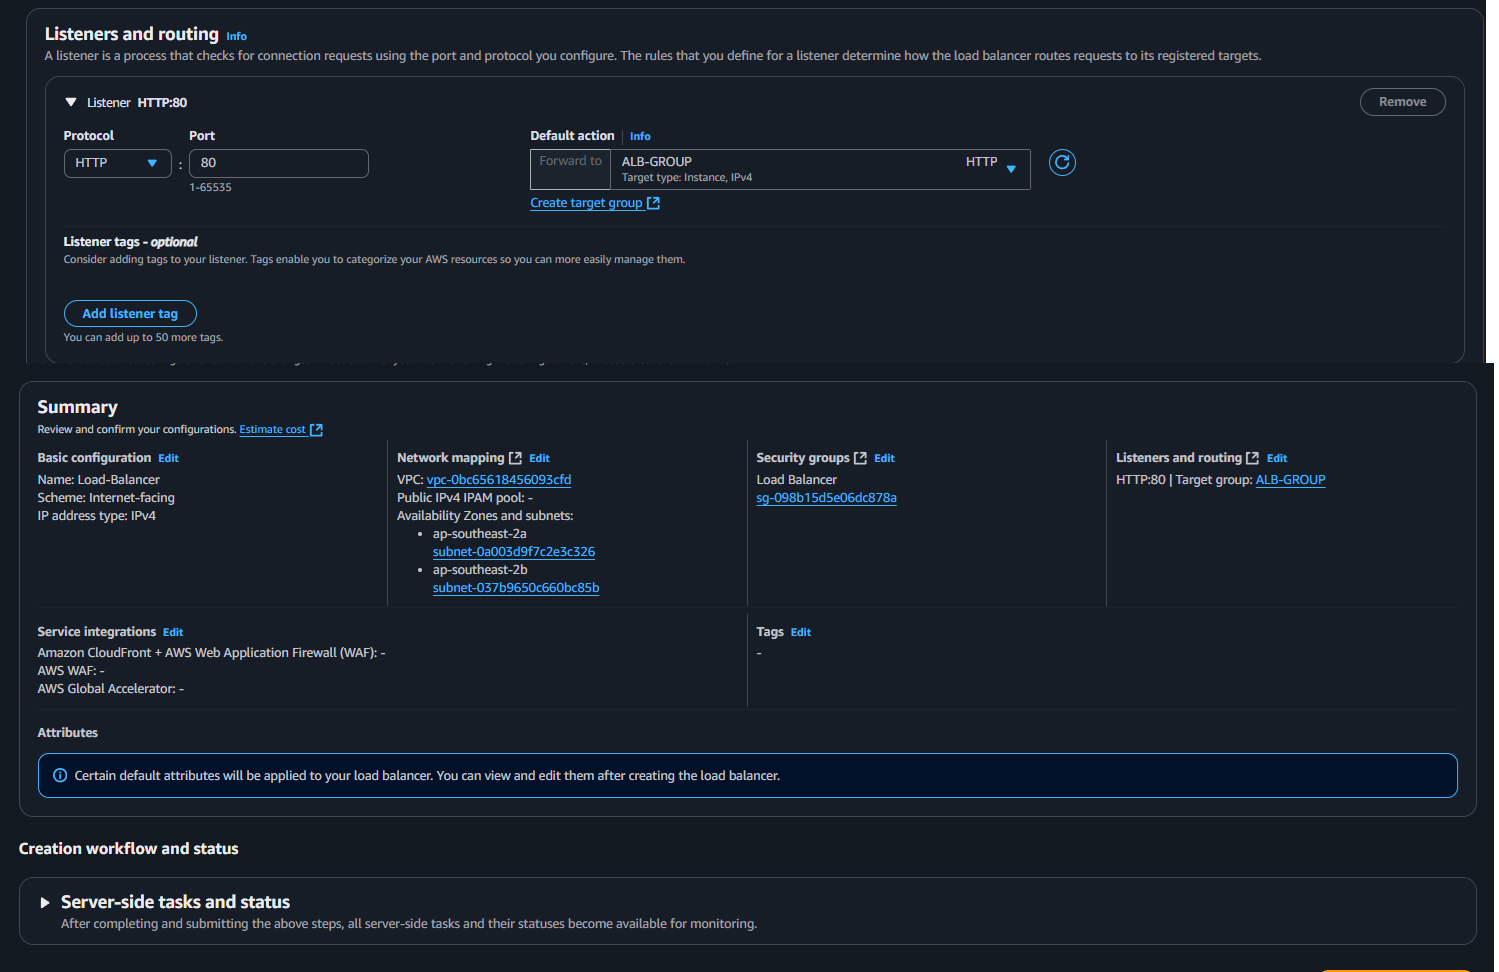 Listeners and routing Info
A listener is a process that checks for connection requests using the port and protocol you configure. The rules that you define for a listener determine how the load balancer routes requests to its registered targets.
Listener HTTP:80
Remove
Protocol
Port
Default action
Info
HTTP
:
80
Forward to
ALB-GROUP
HTTP
Target type: Instance, IPv4
1-65535
Create target group
Listener tags - optional
Consider adding tags to your listener. Tags enable you to categorize your AWS resources so you can more easily manage them.
Add listener tag
You can add up to 50 more tags.
Summary
Review and confirm your configurations. Estimate cost
Basic configuration Edit
Name: Load-Balancer
Scheme: Internet-facing
IP address type: IPv4
Network mapping Edit
VPC: vpc-0bc65618456093cfd
Public IPv4 IPAM pool: -
Availability Zones and subnets:
• ap-southeast-2a
subnet-0a003d9f7c2e3c326
• ap-southeast-2b
subnet-037b9650c660bc85b
Security groups Edit
Load Balancer
sg-098b15d5e06dc878a
Listeners and routing Edit
HTTP:80 | Target group: ALB-GROUP
Service integrations Edit
Amazon CloudFront + AWS Web Application Firewall (WAF): -
AWS WAF: -
AWS Global Accelerator: -
Tags Edit
-
Attributes
Certain default attributes will be applied to your load balancer. You can view and edit them after creating the load balancer.
Creation workflow and status
Server-side tasks and status
After completing and submitting the above steps, all server-side tasks and their statuses become available for monitoring.